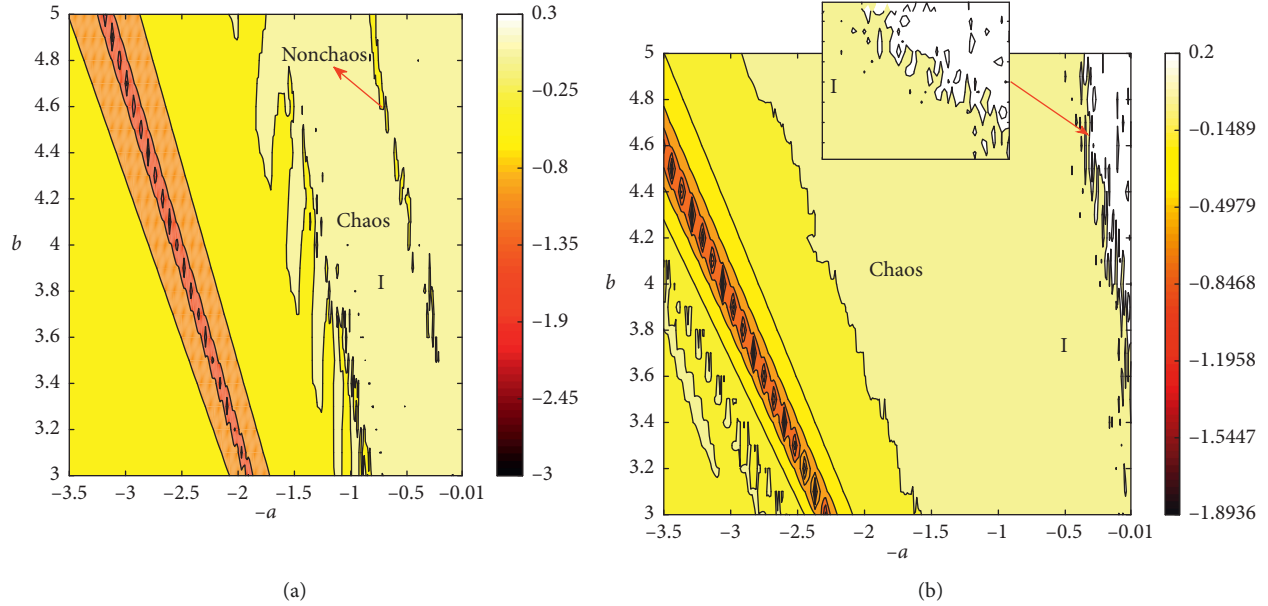 5
4.8
4.6
4.4
4.2
4
3.8
3.6
3.4
3.2
3
b
−3.5 −3 −2.5 −2 −1.5 −1 −0.5 −0.01
−a
Nonchaos
Chaos
I
0.3
−0.25
−0.8
−1.35
−1.9
−2.45
−3
(a)
5
4.8
4.6
4.4
4.2
4
3.8
3.6
3.4
3.2
3
b
−3.5 −3 −2.5 −2 −1.5 −1 −0.5 −0.01
−a
I
Chaos
I
0.2
−0.1489
−0.4979
−0.8468
−1.1958
−1.5447
−1.8936
(b)